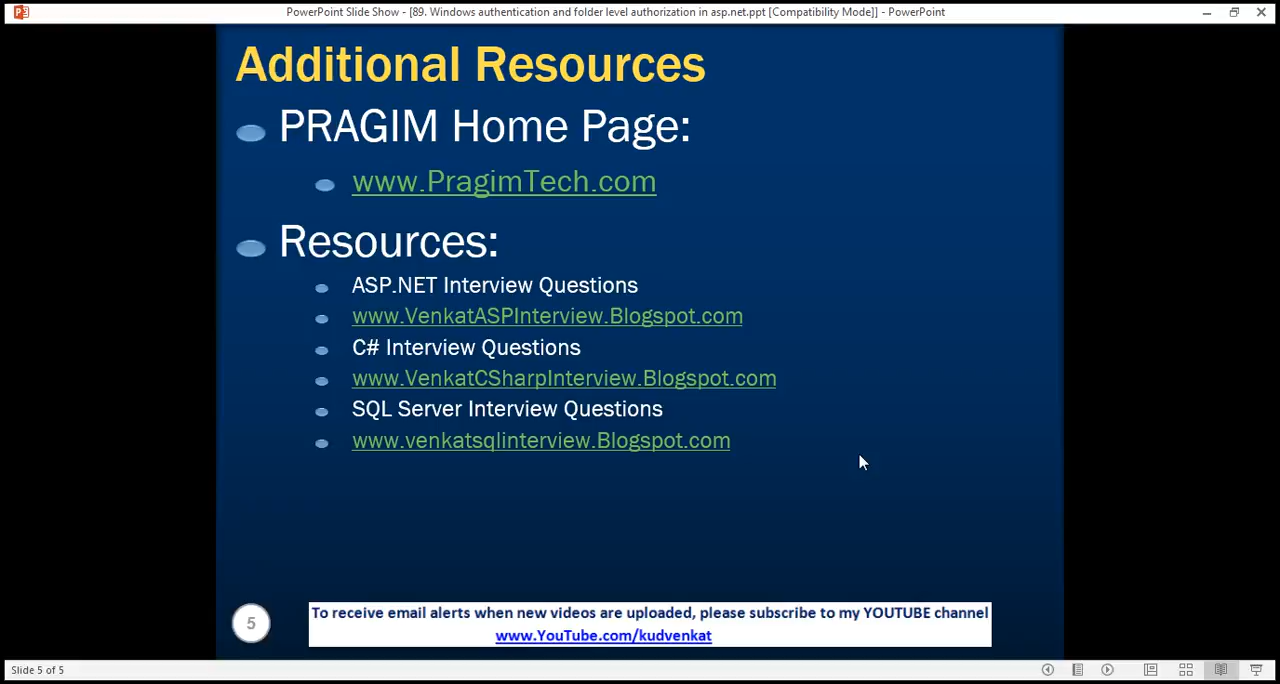 PowerPoint Slide Show - [89. Windows authentication and folder level authorization in asp.net.ppt [Compatibility Mode]] - PowerPoint
Additional Resources
PRAGIM Home Page:
www.PragimTech.com
Resources:
ASP.NET Interview Questions
www.VenkatASPInterview.Blogspot.com
C# Interview Questions
www.VenkatCSharpInterview.Blogspot.com
SQL Server Interview Questions
www.venkatsqlinterview.Blogspot.com
5
To receive email alerts when new videos are uploaded, please subscribe to my YOUTUBE channel
www.YouTube.com/kudvenkat
Slide 5 of 5